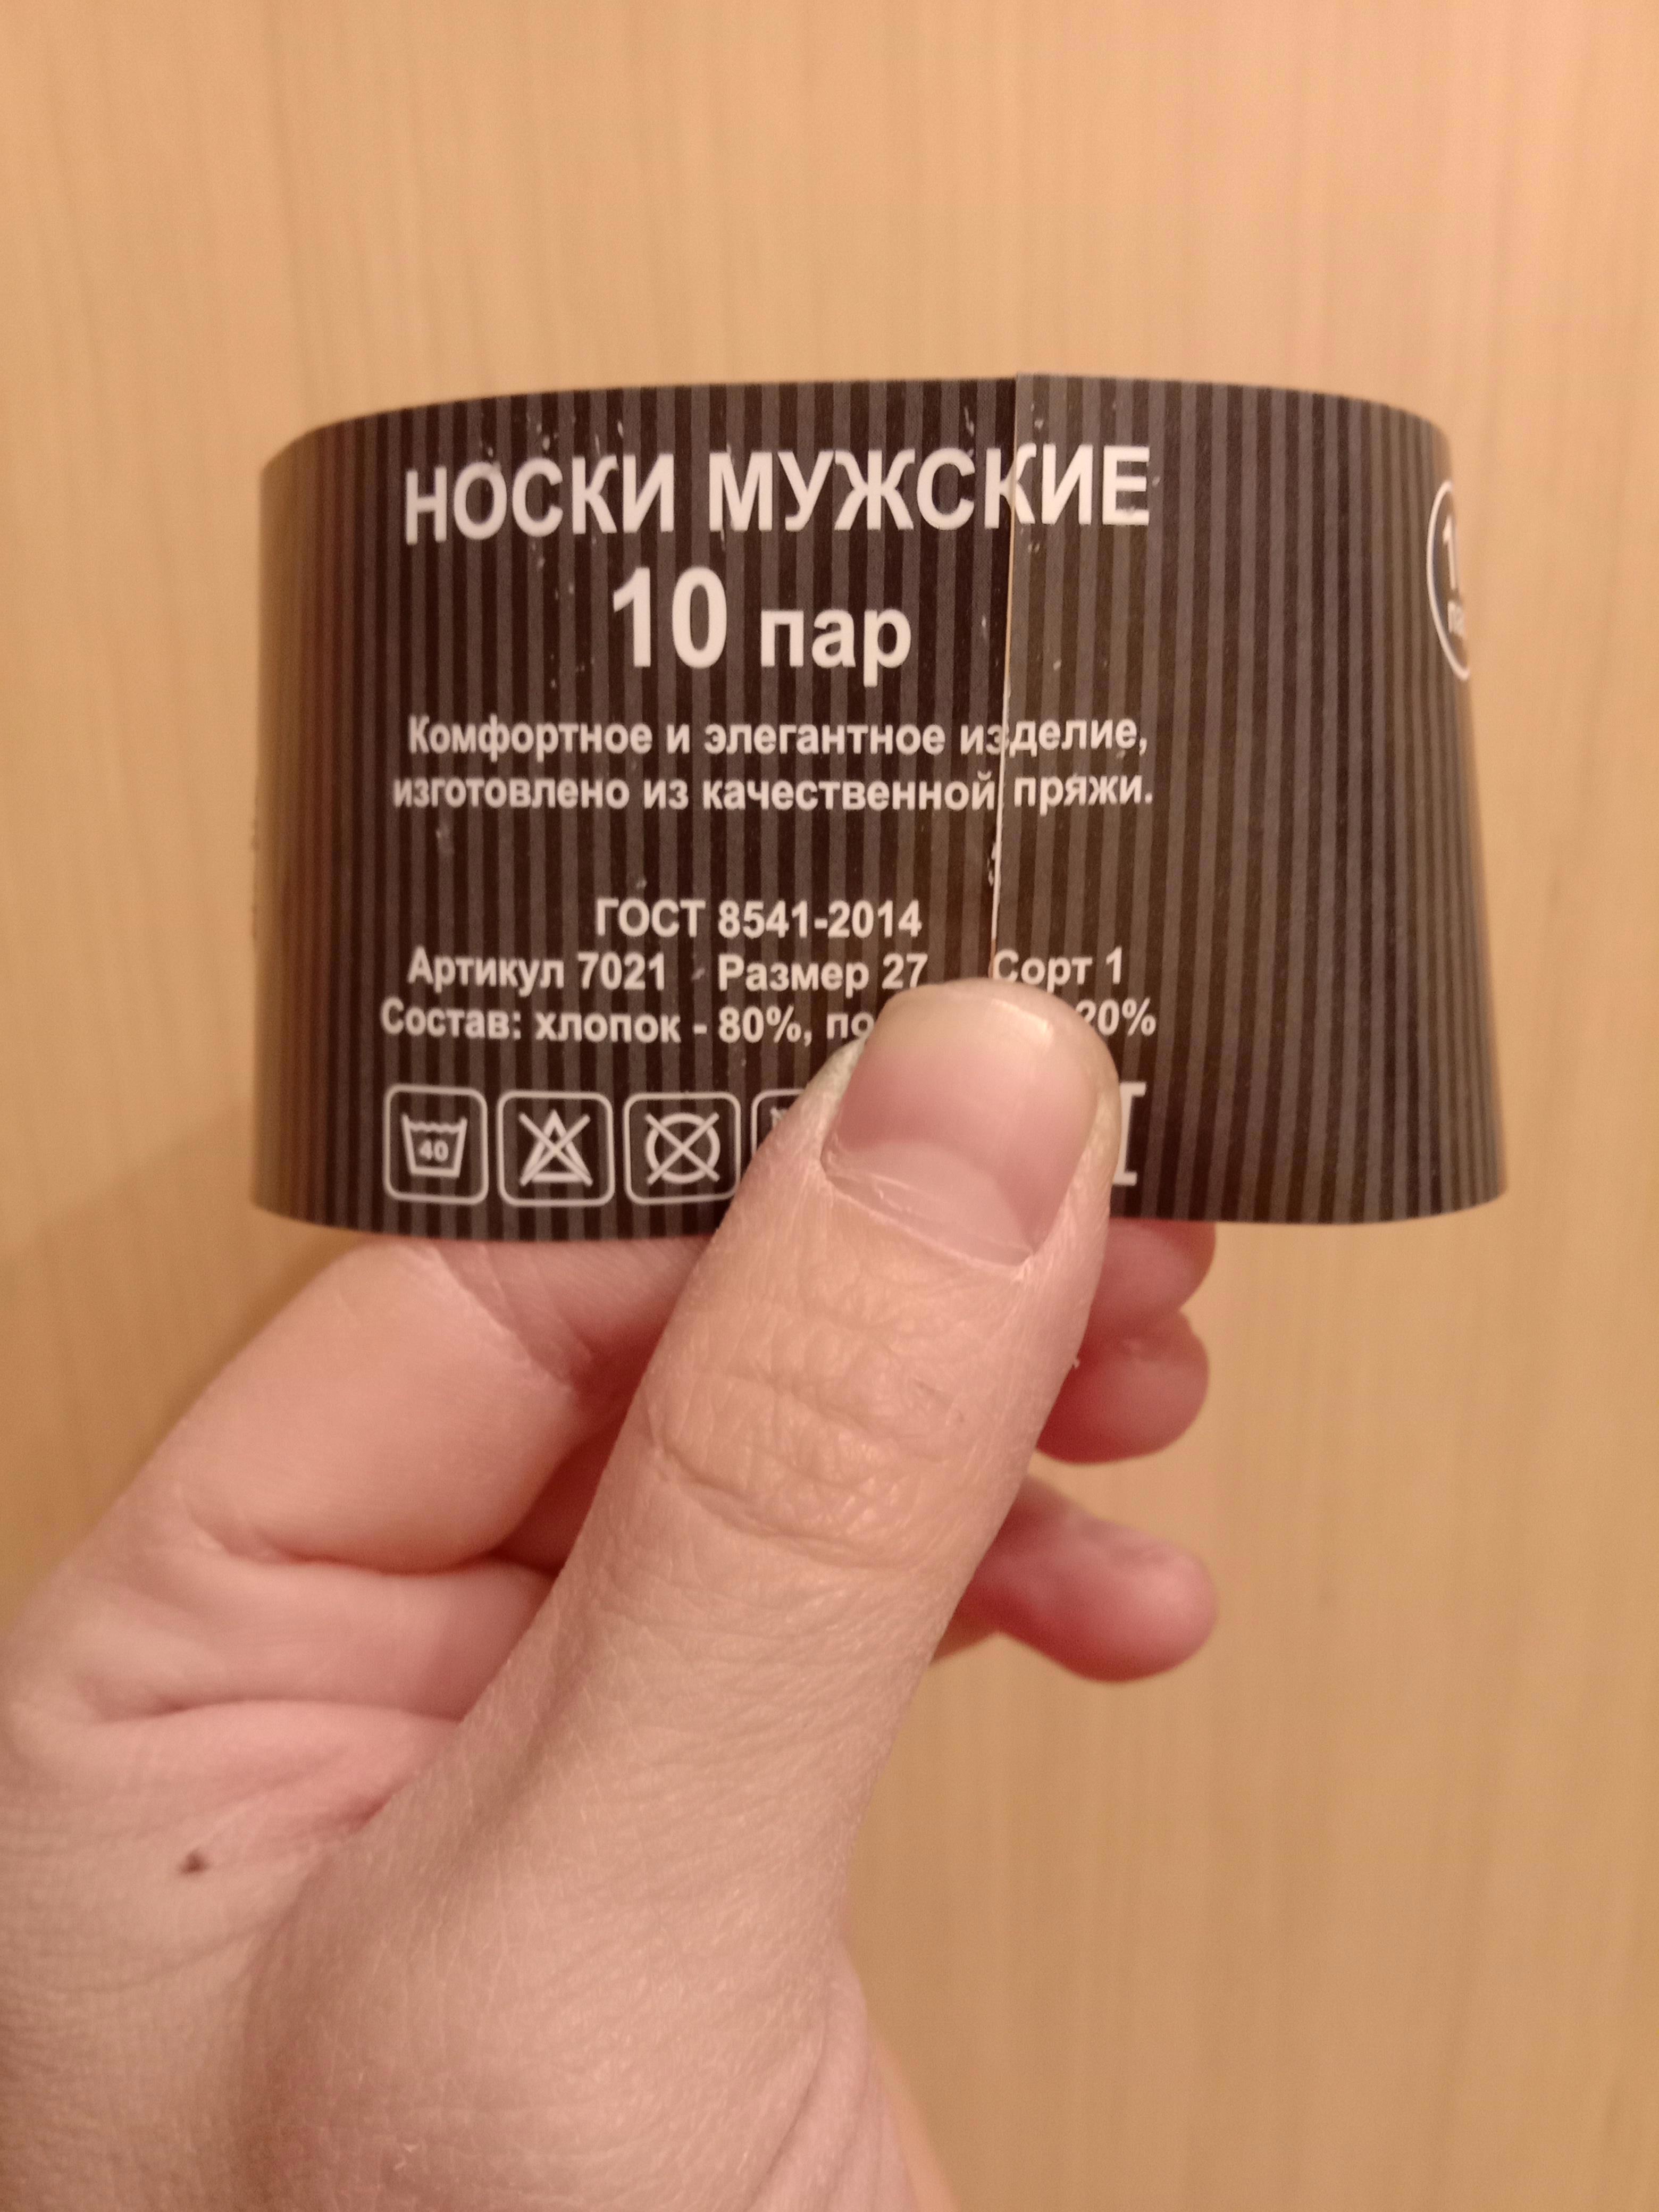 НОСКИ МУЖСКИЕ
10 пар
Комфортное и элегантное изделие,
изготовлено из качественной пряжи.
ГОСТ 8541-2014
Артикул 7021 Размер 27 Сорт 1
Состав: хлопок - 80%, 20%
40